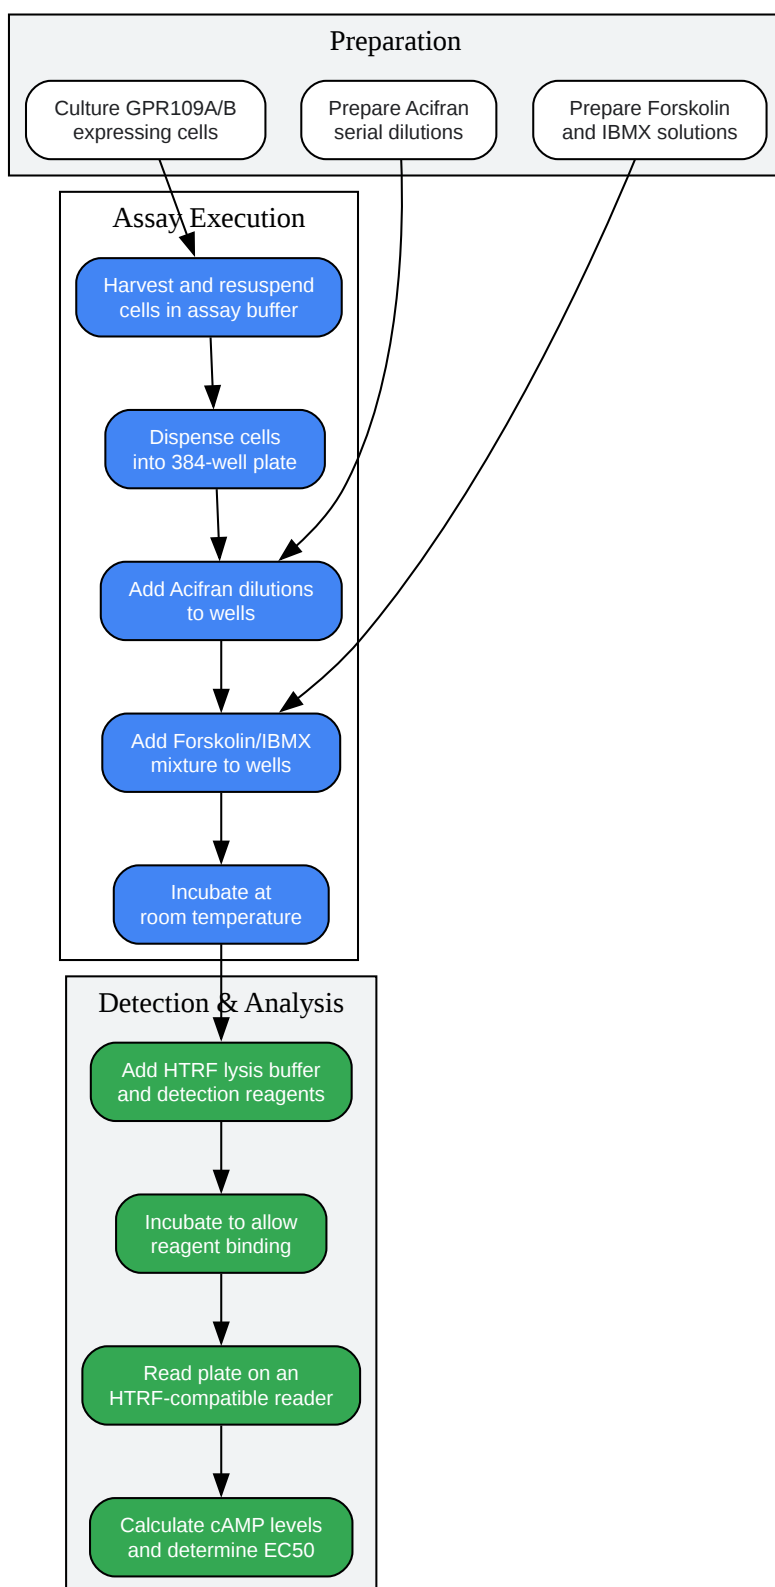 Preparation
Culture GPR109A/B
expressing cells
Prepare Acifran
serial dilutions
Prepare Forskolin
and IBMX solutions
Assay Execution
Harvest and resuspend
cells in assay buffer
Dispense cells
into 384-well plate
Add Acifran dilutions
to wells
Add Forskolin/IBMX
mixture to wells
Incubate at
room temperature
Detection & Analysis
Add HTRF lysis buffer
and detection reagents
Incubate to allow
reagent binding
Read plate on an
HTRF-compatible reader
Calculate cAMP levels
and determine EC50